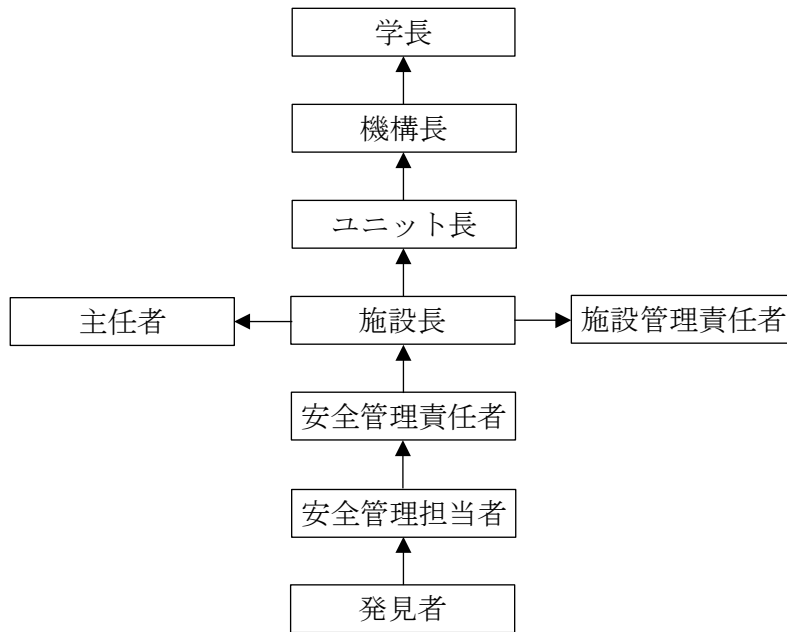 学長
機構長
ユニット長
主任者
施設長
施設管理責任者
安全管理責任者
安全管理担当者
発見者